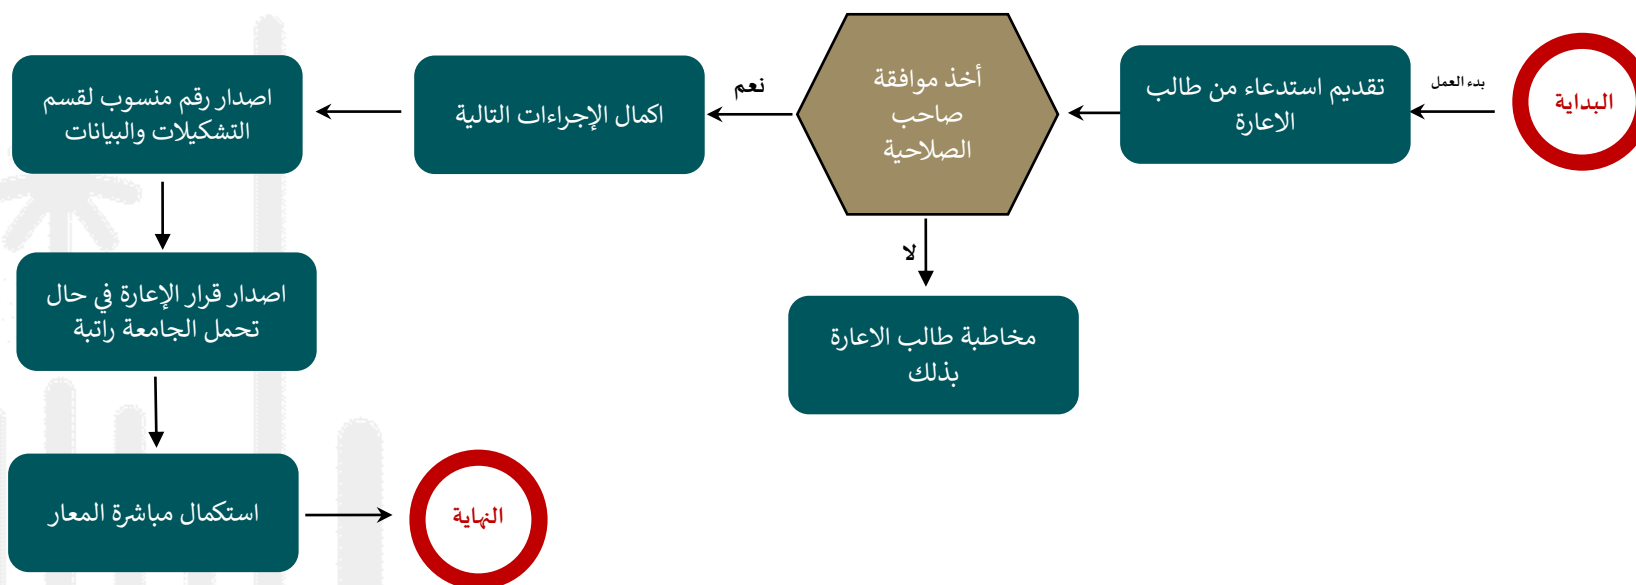 البداية
بدء العمل
تقديم استدعاء من طالب
الاعارة
أخذ موافقة
صاحب
الصلاحية
نعم
اكمال الإجراءات التالية
اصدار رقم منسوب لقسم
التشكيلات والبيانات
لا
مخاطبة طالب الاعارة
بذلك
اصدار قرار الإعارة في حال
تحمل الجامعة راتبة
استكمال مباشرة المعار
النهاية